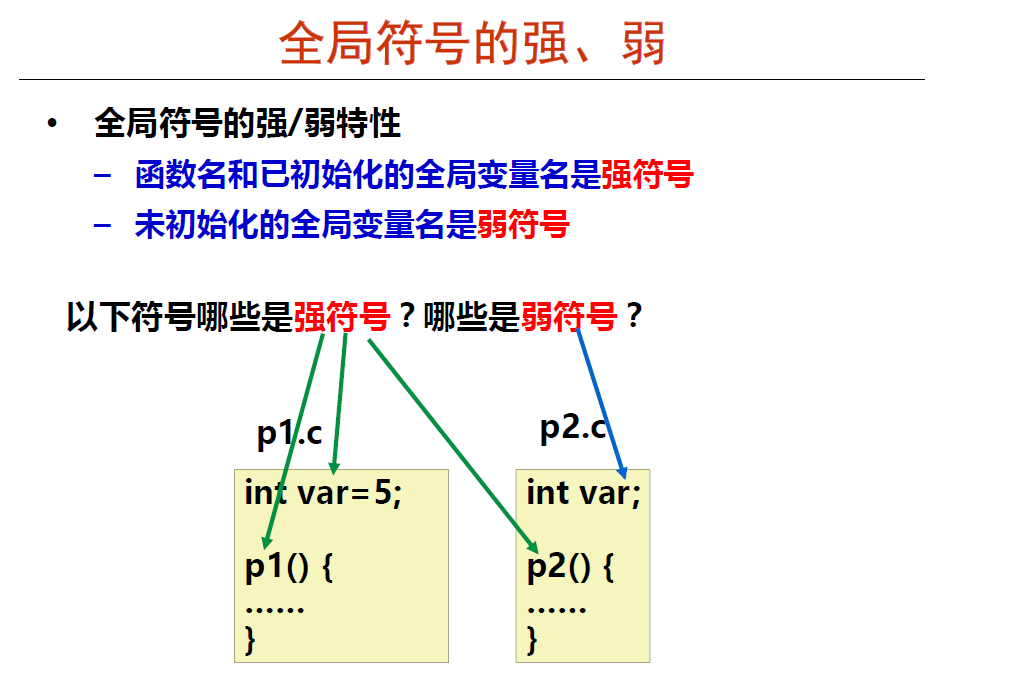 全局符号的强、弱
• 全局符号的强/弱特性
– 函数名和已初始化的全局变量名是强符号
– 未初始化的全局变量名是弱符号
以下符号哪些是强符号？哪些是弱符号？
p1.c
int var=5;
p1() {
……
}
p2.c
int var;
p2() {
……
}